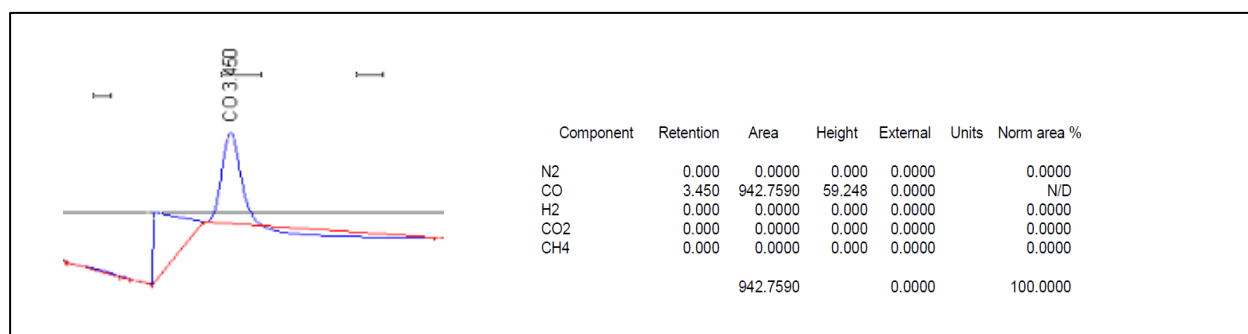 CO 3.450
Component Retention Area Height External Units Norm area %
N2 0.000 0.0000 0.000 0.0000 0.0000
CO 3.450 942.7590 59.248 0.0000 N/D
H2 0.000 0.0000 0.000 0.0000 0.0000
CO2 0.000 0.0000 0.000 0.0000 0.0000
CH4 0.000 0.0000 0.000 0.0000 0.0000
942.7590 0.0000 100.0000